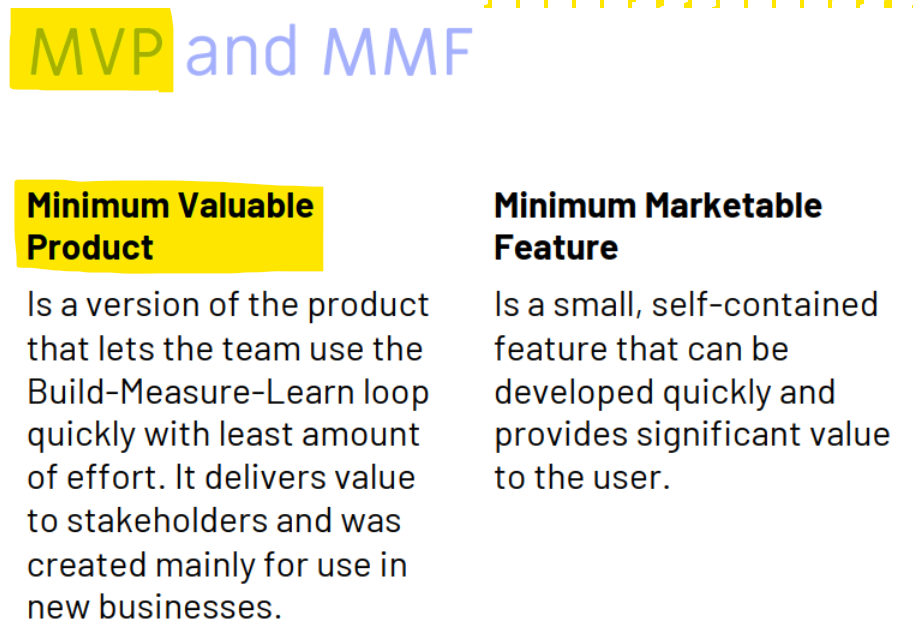 MVP and MMF
Minimum Valuable
Product
Is a version of the product
that lets the team use the
Build-Measure-Learn loop
quickly with least amount
of effort. It delivers value
to stakeholders and was
created mainly for use in
new businesses.
Minimum Marketable
Feature
Is a small, self-contained
feature that can be
developed quickly and
provides significant value
to the user.